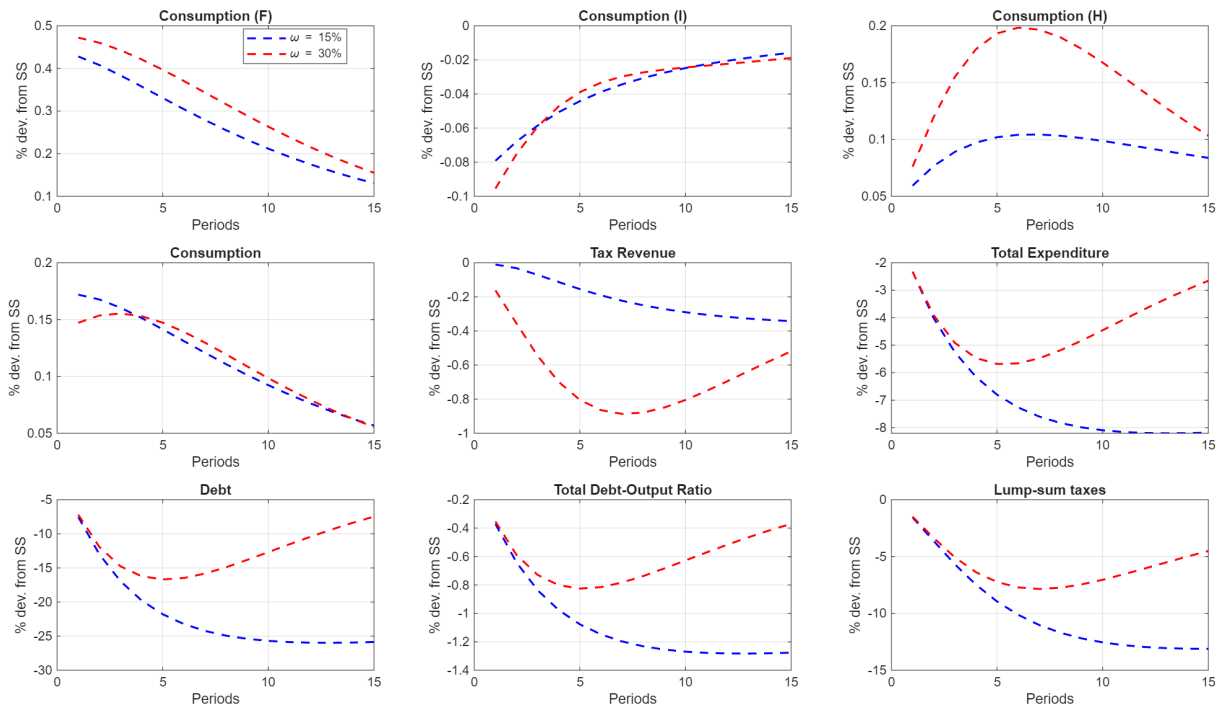 Consumption (F)
% dev. from SS
0.5
0.4
0.3
0.2
0.1
0
5
10
15
Periods
ω = 15%
ω = 30%
Consumption (I)
% dev. from SS
0
-0.02
-0.04
-0.06
-0.08
-0.1
0
5
10
15
Periods
Consumption (H)
% dev. from SS
0.2
0.15
0.1
0.05
0
5
10
15
Periods
Consumption
% dev. from SS
0.2
0.15
0.1
0.05
0
5
10
15
Periods
Tax Revenue
% dev. from SS
0
-0.2
-0.4
-0.6
-0.8
-1
0
5
10
15
Periods
Total Expenditure
% dev. from SS
-2
-3
-4
-5
-6
-7
-8
0
5
10
15
Periods
Debt
% dev. from SS
-5
-10
-15
-20
-25
-30
0
5
10
15
Periods
Total Debt-Output Ratio
% dev. from SS
-0.2
-0.4
-0.6
-0.8
-1
-1.2
-1.4
0
5
10
15
Periods
Lump-sum taxes
% dev. from SS
0
-5
-10
-15
0
5
10
15
Periods